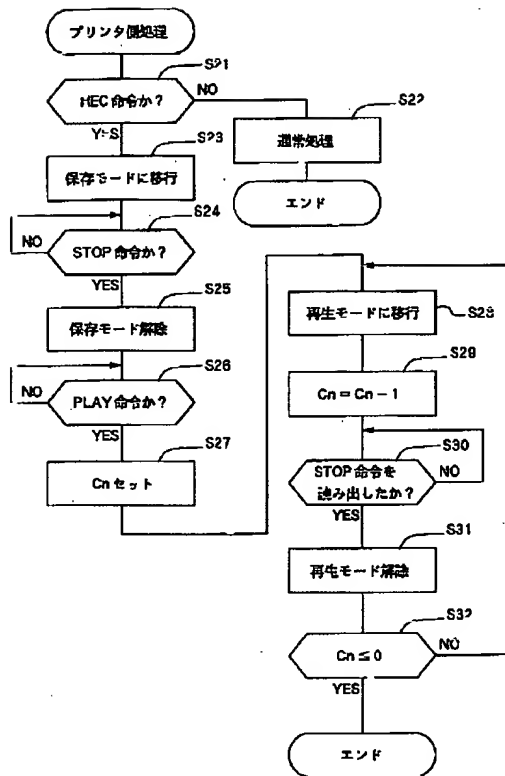 プリンタ側処理
S21
HEC命令か？
NO
YES
S22
通常処理
エンド
S23
保存モードに移行
S24
STOP命令か？
NO
YES
S25
保存モード解除
S26
PLAY命令か？
NO
YES
S27
Cnセット
再生モードに移行
S28
S29
Cn＝Cn－1
S30
STOP命令を
読み出したか？
NO
YES
S31
再生モード解除
S32
Cn≦0
NO
YES
エンド